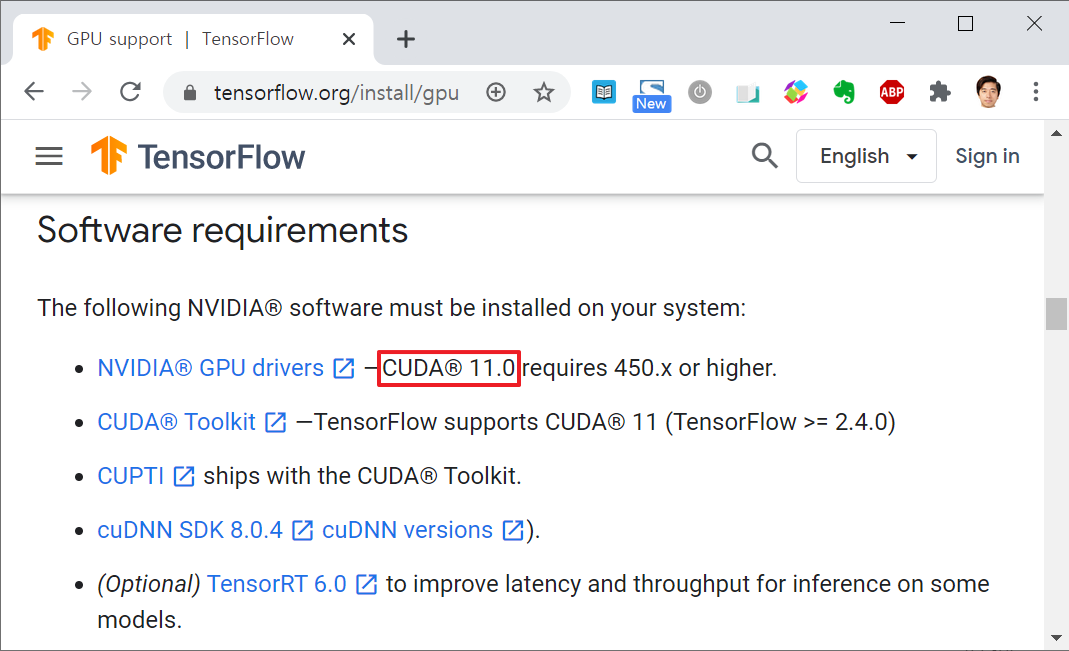 GPU support | TensorFlow
tensorflow.org/install/gpu
New
ABP
TensorFlow
English
Sign in
Software requirements
The following NVIDIA® software must be installed on your system:
• NVIDIA® GPU drivers —CUDA® 11.0 requires 450.x or higher.
• CUDA® Toolkit —TensorFlow supports CUDA® 11 (TensorFlow >= 2.4.0)
• CUPTI ships with the CUDA® Toolkit.
• cuDNN SDK 8.0.4 cuDNN versions ).
• (Optional) TensorRT 6.0 to improve latency and throughput for inference on some
models.